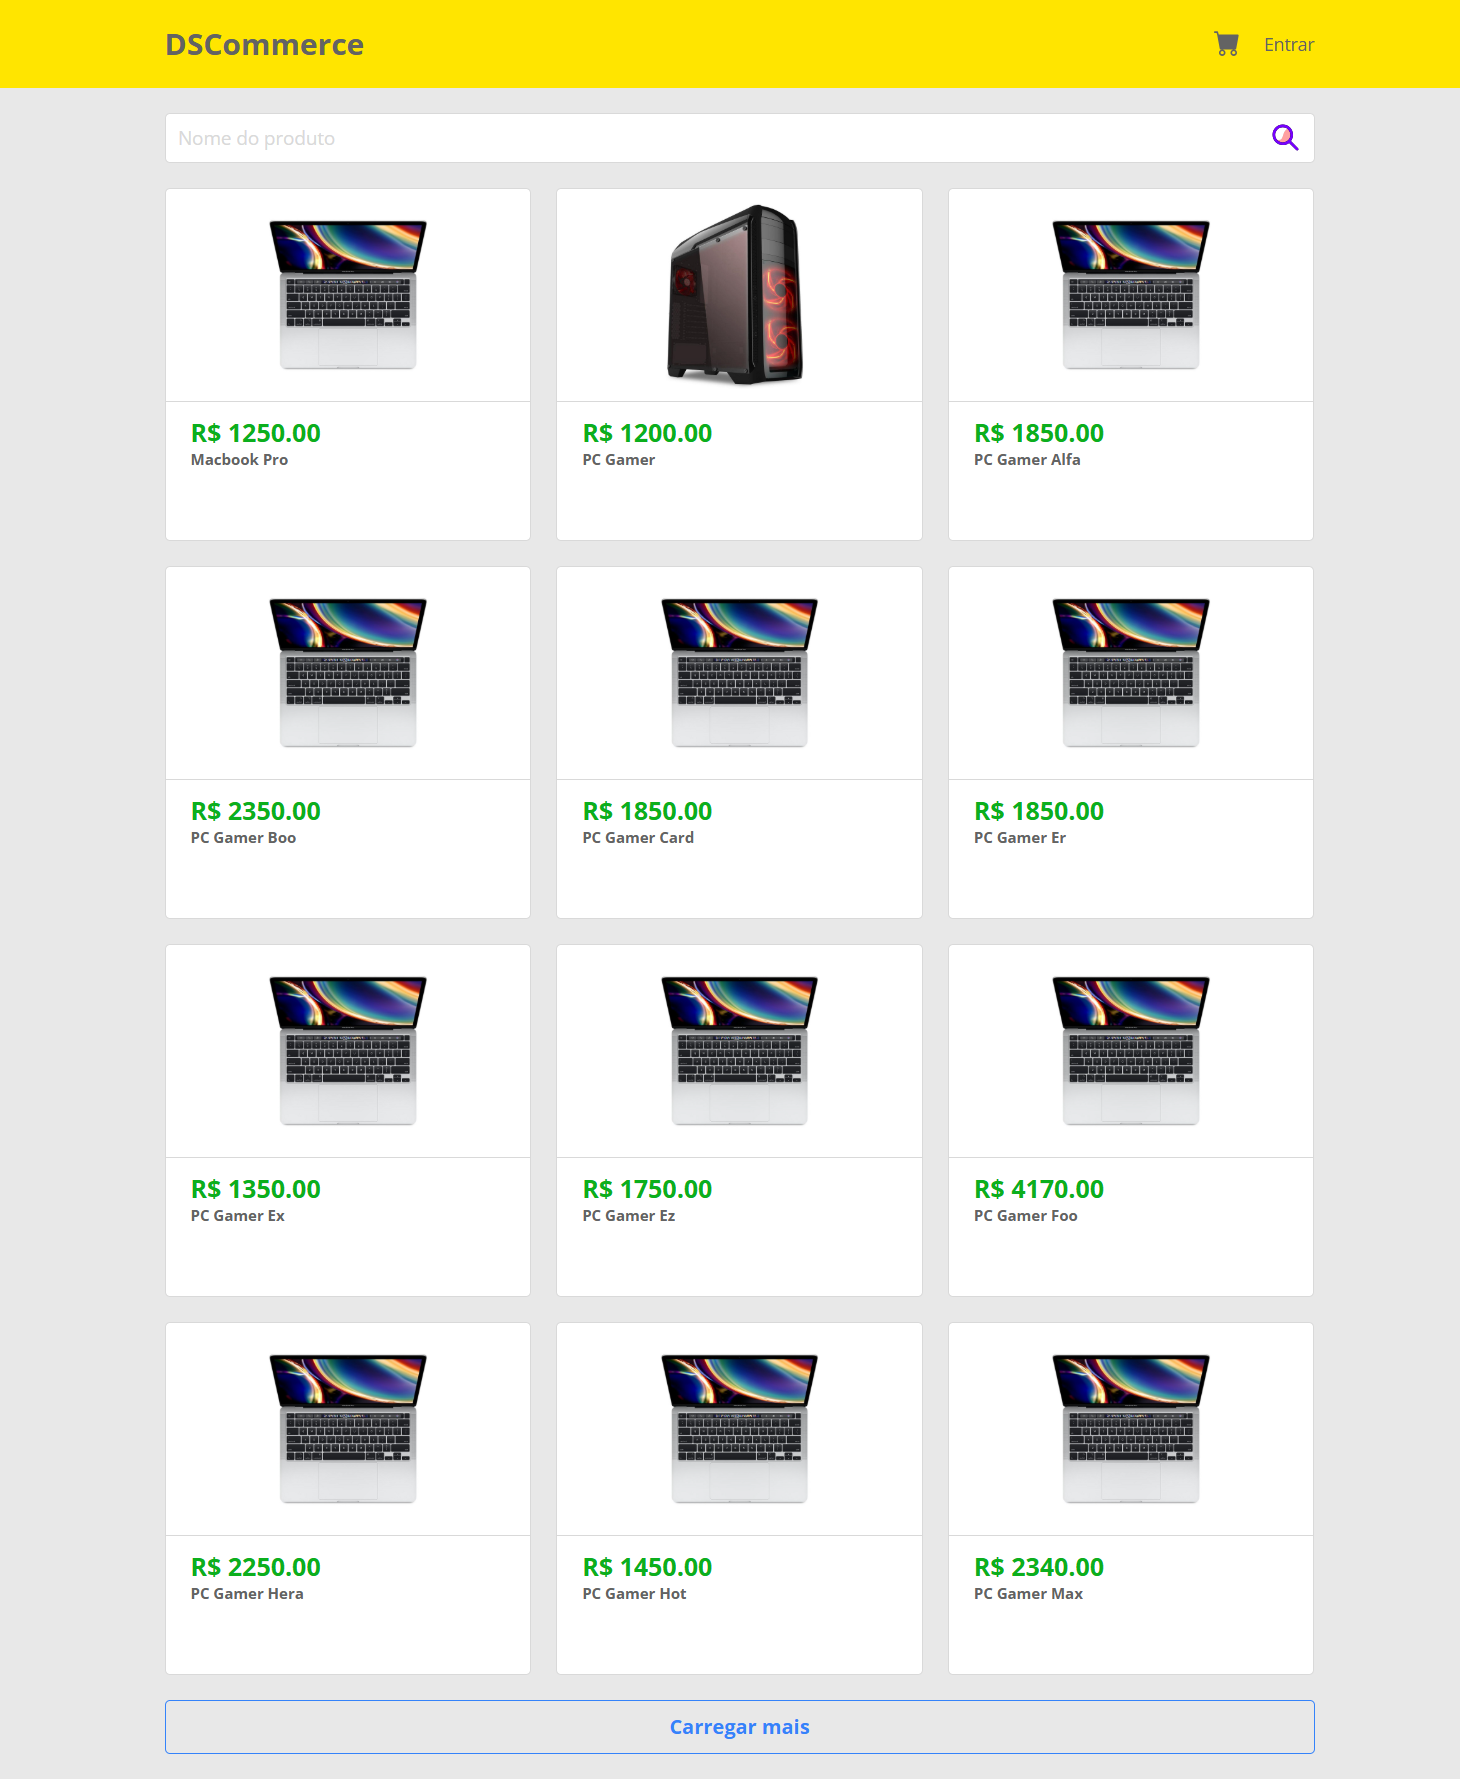 DSCommerce
Entrar
Nome do produto
R$ 1250.00
Macbook Pro
R$ 1200.00
PC Gamer
R$ 1850.00
PC Gamer Alfa
R$ 2350.00
PC Gamer Boo
R$ 1850.00
PC Gamer Card
R$ 1850.00
PC Gamer Er
R$ 1350.00
PC Gamer Ex
R$ 1750.00
PC Gamer Ez
R$ 4170.00
PC Gamer Foo
R$ 2250.00
PC Gamer Hera
R$ 1450.00
PC Gamer Hot
R$ 2340.00
PC Gamer Max
Carregar mais